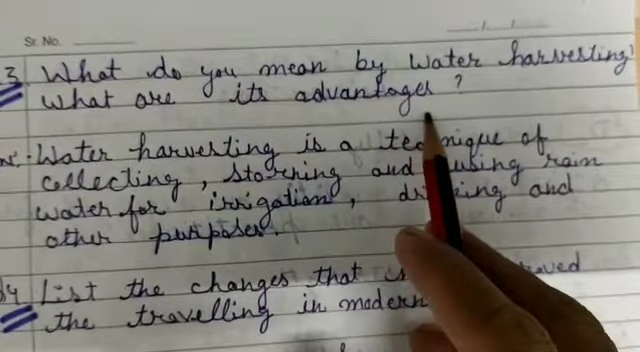 Sr. No.
3. What do you mean by water harvesting?
What are its advantages?
Water harvesting is a technique of
collecting, storing and using rain
water for irrigation, drinking and
other purposes.
List the changes that
the travelling in modern